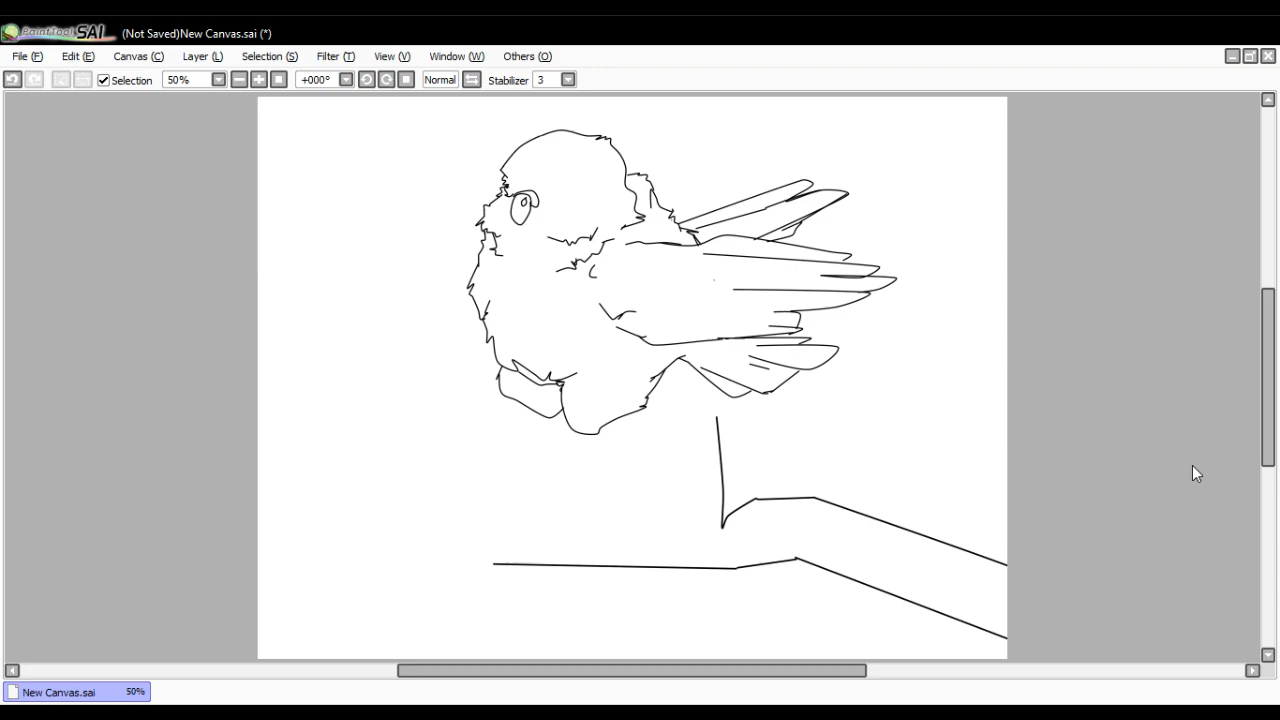 PaintTool SAI (Not Saved)New Canvas.sai (*)
File (F) Edit (E) Canvas (C) Layer (L) Selection (S) Filter (T) View (V) Window (W) Others (O)
Selection 50% +000° Normal Stabilizer 3
New Canvas.sai 50%